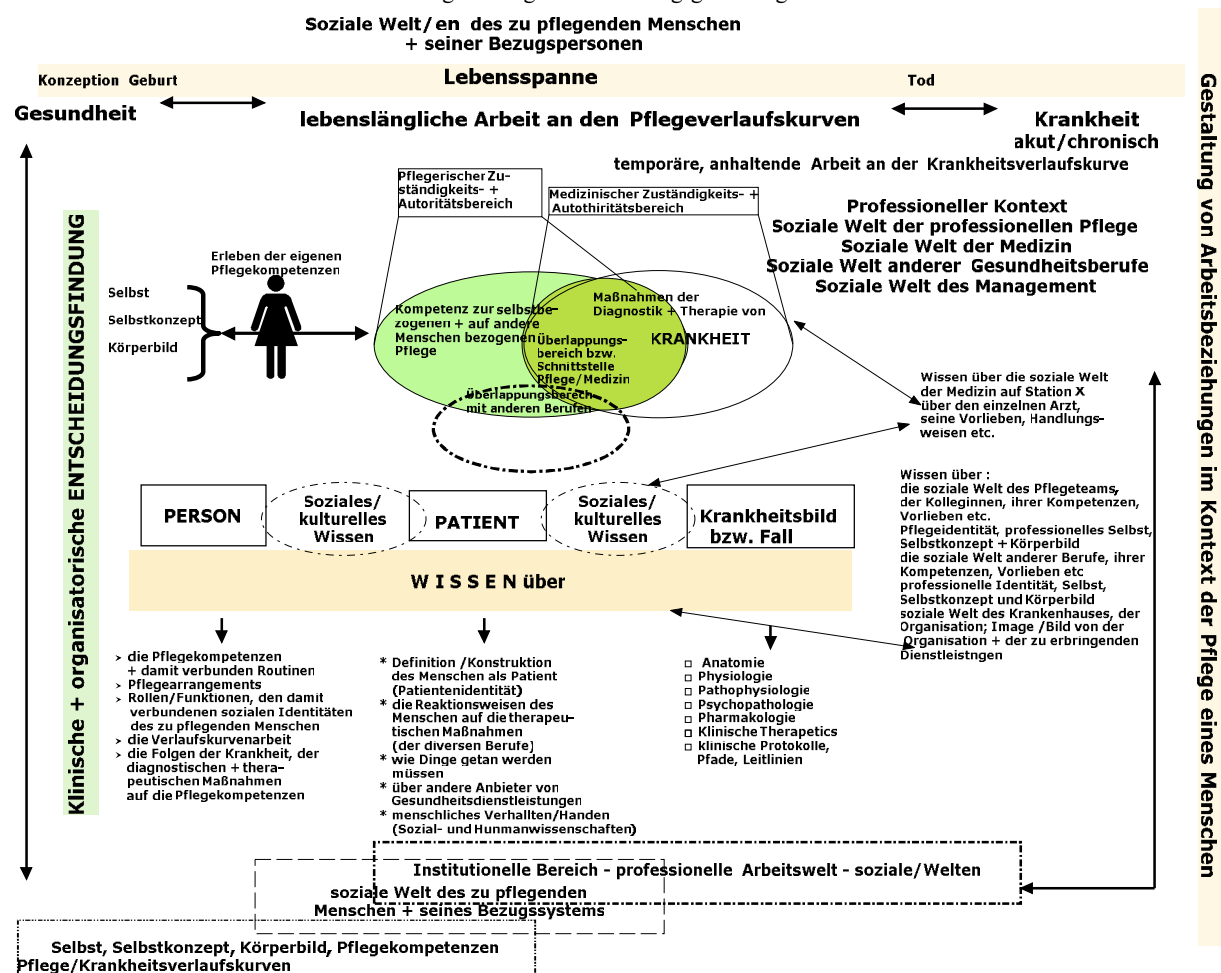 Soziale Welt/en des zu pflegenden Menschen
+ seiner Bezugspersonen
Konzeption Geburt
Lebensspanne
Tod
Gesundheit
lebenslängliche Arbeit an den Pflegeverlaufskurven
Krankheit
akut/chronisch
temporäre, anhaltende Arbeit an der Krankheitsverlaufskurve
Pflegerischer Zu-
ständigkeits- +
Autoritätsbereich
Medizinischer Zuständigkeits- +
Autothiritätsbereich
Professioneller Kontext
Soziale Welt der professionellen Pflege
Soziale Welt der Medizin
Soziale Welt anderer Gesundheitsberufe
Soziale Welt des Management
Erleben der eigenen
Pflegekompetenzen
Selbst
Selbstkonzept
Körperbild
Kompetenz zur selbstbe-
zogenen + auf andere
Menschen bezogenen
Pflege
Maßnahmen der
Diagnostik + Therapie von
KRANKHEIT
Überlappungs-
bereich bzw.
Schnittstelle
Pflege/Medizin
Überlappungsberech
mit anderen Berufen
Wissen über die soziale Welt
der Medizin auf Station X
über den einzelnen Arzt,
seine Vorlieben, Handlungs-
weisen etc.
Wissen über :
die soziale Welt des Pflegeteams,
der Kolleginnen, ihrer Kompetenzen,
Vorlieben etc.
Pflegeidentität, professionelles Selbst,
Selbstkonzept + Körperbild
die soziale Welt anderer Berufe, ihrer
Kompetenzen, Vorlieben etc
professionelle Identität, Selbst,
Selbstkonzept und Körperbild
soziale Welt des Krankenhauses, der
Organisation; Image /Bild von der
Organisation + der zu erbringenden
Dienstleistngen
PERSON
Soziales/
kulturelles
Wissen
PATIENT
Soziales/
kulturelles
Wissen
Krankheitsbild
bzw. Fall
W I S S E N über
➢ die Pflegekompetenzen
+ damit verbunden Routinen
➢ Pflegearrangements
➢ Rollen/Funktionen, den damit
verbundenen sozialen Identitäten
des zu pflegenden Menschen
➢ die Verlaufskurvenarbeit
➢ die Folgen der Krankheit, der
diagnostischen + thera-
peutischen Maßnahmen
auf die Pflegekompetenzen
* Definition /Konstruktion
des Menschen als Patient
(Patientenidentität)
* die Reaktionsweisen des
Menschen auf die therapeu-
tischen Maßnahmen
(der diversen Berufe)
* wie Dinge getan werden
müssen
* über andere Anbieter von
Gesundheitsdienstleistungen
* menschliches Verhallten/Handen
(Sozial- und Hunmanwissenschaften)
□ Anatomie
□ Physiologie
□ Pathophysiologie
□ Psychopathologie
□ Pharmakologie
□ Klinische Therapetics
□ klinische Protokolle,
Pfade, Leitlinien
Institutionelle Bereich - professionelle Arbeitswelt - soziale/Welten
soziale Welt des zu pflegenden
Menschen + seines Bezugssystems
Selbst, Selbstkonzept, Körperbild, Pflegekompetenzen
Pflege/Krankheitsverlaufskurven
Klinische + organisatorische ENTSCHEIDUNGSFINDUNG
Gestaltung von Arbeitsbeziehungen im Kontext der Pflege eines Menschen